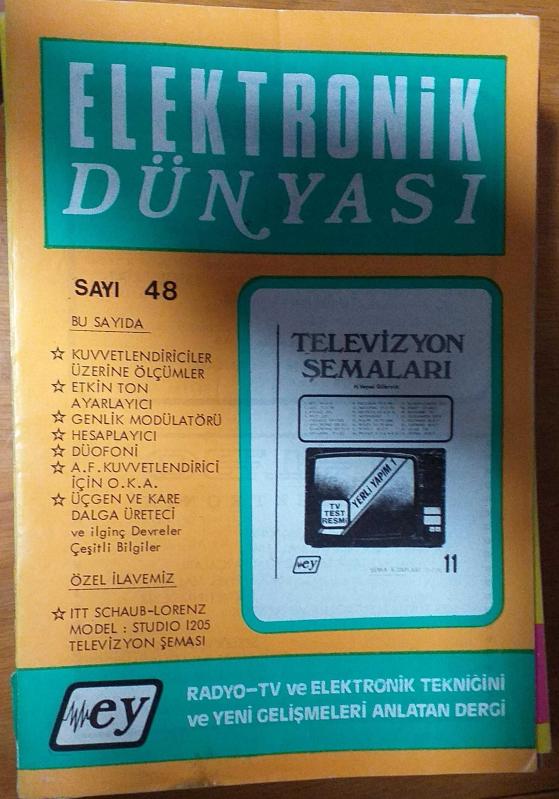 ELEKTRONiK
DÜNYASI
SAYI 48
BU SAYIDA
☆ KUVVETLENDİRİCİLER
ÜZERİNE ÖLÇÜMLER
☆ ETKİN TON
AYARLAYICI
☆ GENLİK MODÜLATÖRÜ
☆ HESAPLAYICI
☆ DÜOFONİ
☆ A.F. KUVVETLENDİRİCİ
İÇİN O.K.A.
☆ ÜÇGEN VE KARE
DALGA ÜRETECİ
ve ilginç Devreler
Çeşitli Bilgiler
ÖZEL İLAVEMİZ
☆ ITT SCHAUB-LORENZ
MODEL : STUDIO 1205
TELEVİZYON ŞEMASI
TELEVİZYON
ŞEMALARI
YERLİ YAPIM 1
TV
TEST
RESMİ
ey
11
ey
RADYO-TV ve ELEKTRONİK TEKNİĞİNİ
ve YENİ GELİŞMELERİ ANLATAN DERGİ